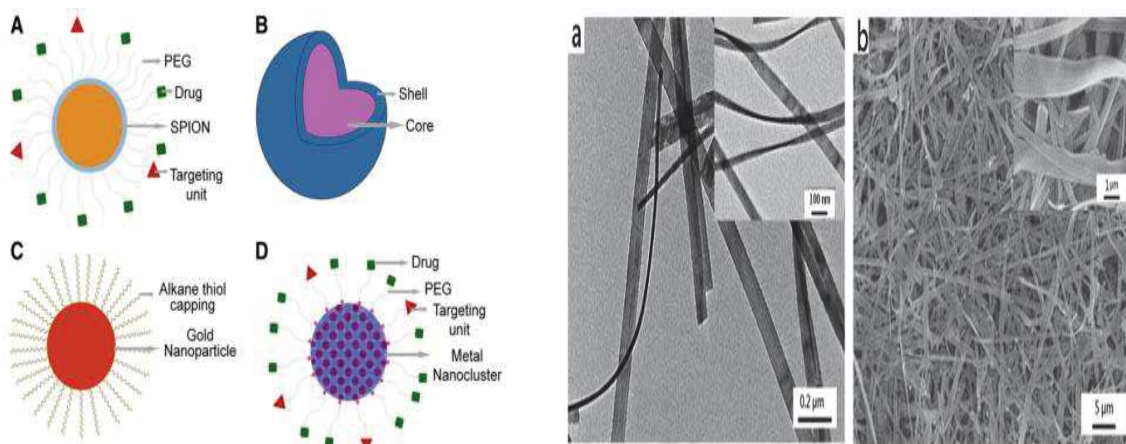 A
PEG
Drug
SPION
Targeting
unit
B
Shell
Core
C
Alkane thiol
capping
Gold
Nanoparticle
D
Drug
PEG
Targeting
unit
Metal
Nanocluster
a
100 nm
0.2 µm
b
1µm
5 µm